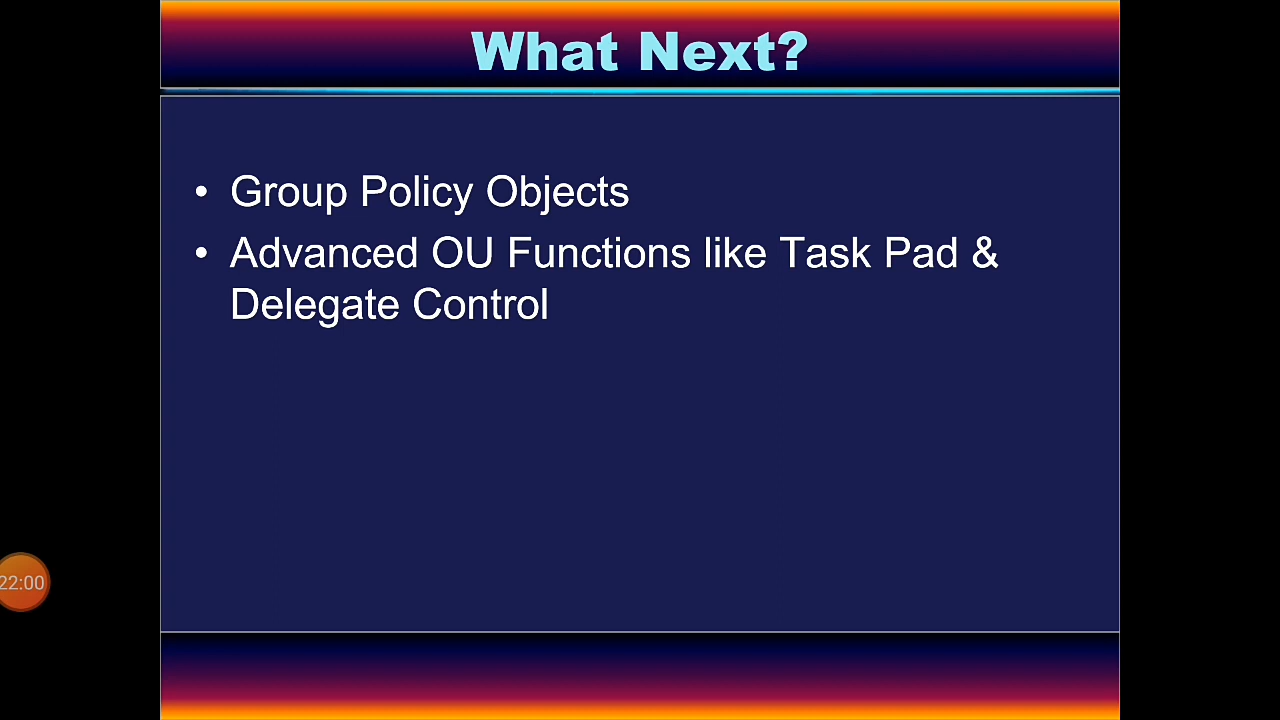 What Next?
• Group Policy Objects
• Advanced OU Functions like Task Pad &
Delegate Control
22:00